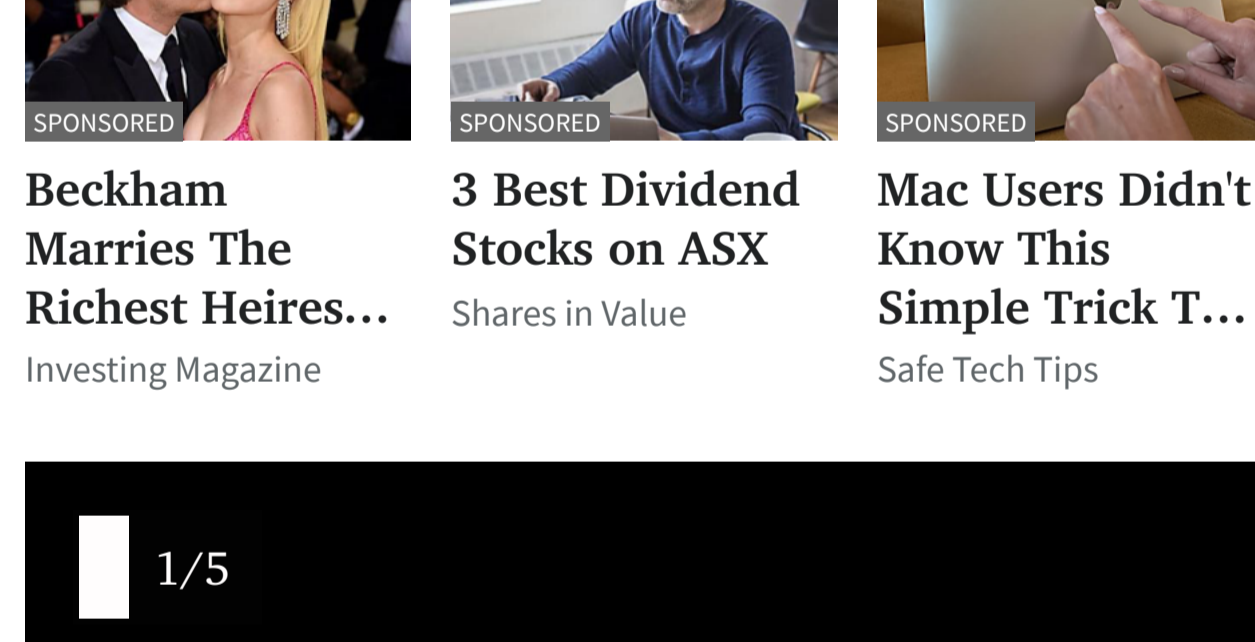 SPONSORED
SPONSORED
SPONSORED
Beckham
Marries The
Richest Heires...
Investing Magazine
3 Best Dividend
Stocks on ASX
Shares in Value
Mac Users Didn't
Know This
Simple Trick T...
Safe Tech Tips
1/5